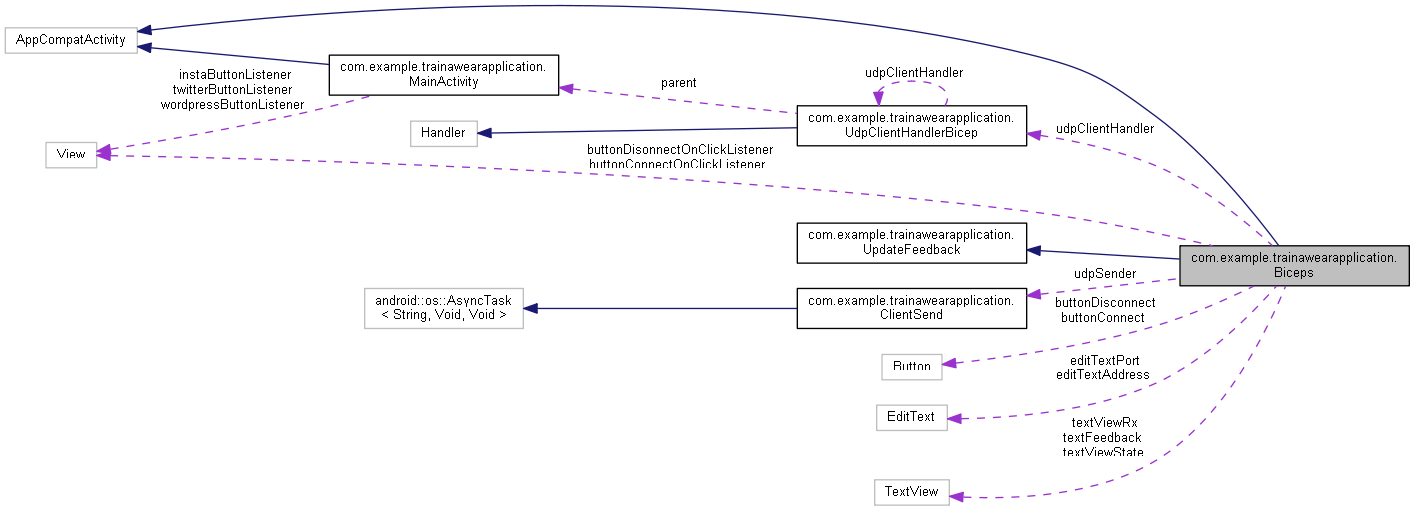 AppCompatActivity
com.example.trainawearapplication.
MainActivity
instaButtonListener
twitterButtonListener
wordpressButtonListener
parent
udpClientHandler
com.example.trainawearapplication.
UdpClientHandlerBicep
Handler
udpClientHandler
View
buttonDisonnectOnClickListener
buttonConnectOnClickListener
com.example.trainawearapplication.
UpdateFeedback
com.example.trainawearapplication.
Biceps
udpSender
android::os::AsyncTask
< String, Void, Void >
com.example.trainawearapplication.
ClientSend
buttonDisconnect
buttonConnect
Button
editTextPort
editTextAddress
EditText
textViewRx
textFeedback
textViewState
TextView